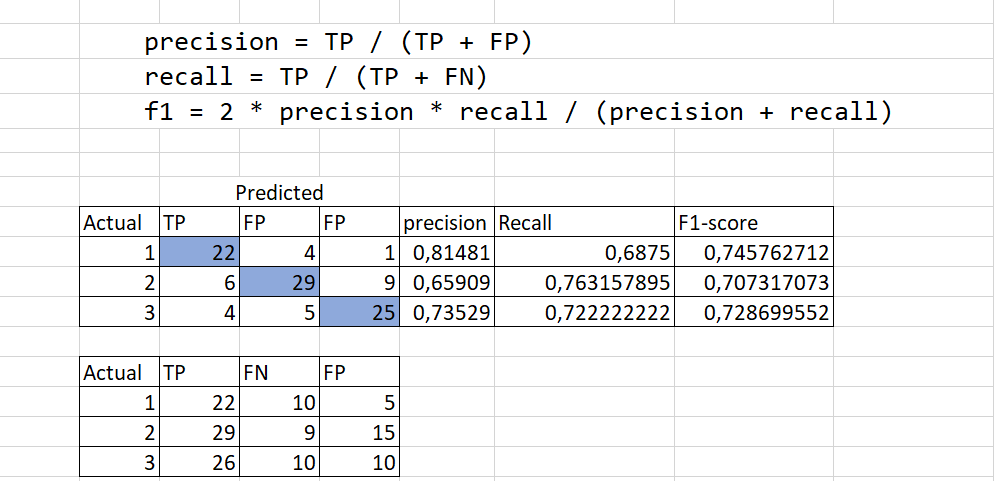 precision = TP / (TP + FP)
recall = TP / (TP + FN)
f1 = 2 * precision * recall / (precision + recall)
Predicted
Actual TP FP FP precision Recall F1-score
1 22 4 1 0,81481 0,6875 0,745762712
2 6 29 9 0,65909 0,763157895 0,707317073
3 4 5 25 0,73529 0,722222222 0,728699552
Actual TP FN FP
1 22 10 5
2 29 9 15
3 26 10 10